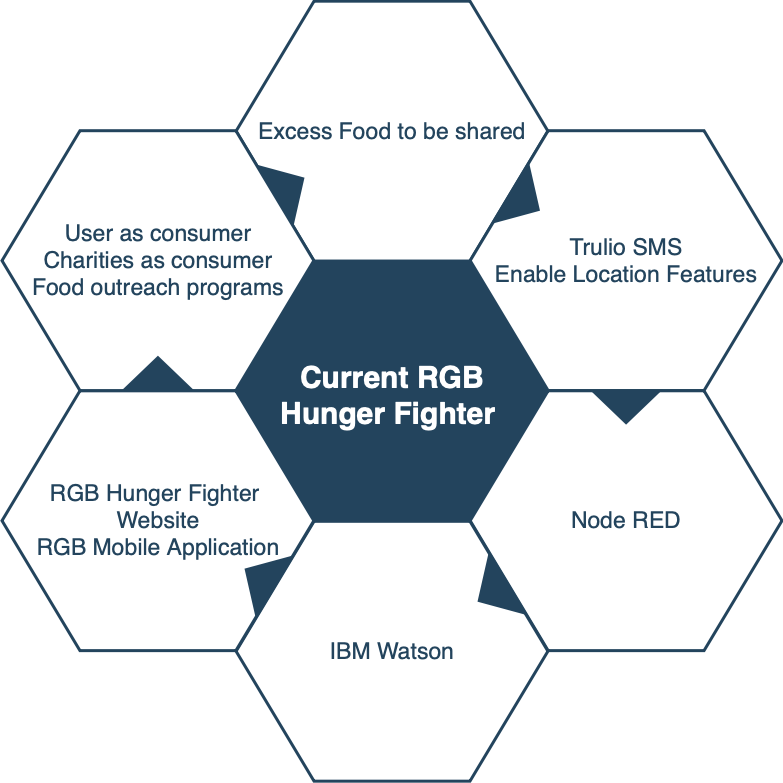 Excess Food to be shared
User as consumer
Charities as consumer
Food outreach programs
Trulio SMS
Enable Location Features
Current RGB
Hunger Fighter
RGB Hunger Fighter
Website
RGB Mobile Application
Node RED
IBM Watson